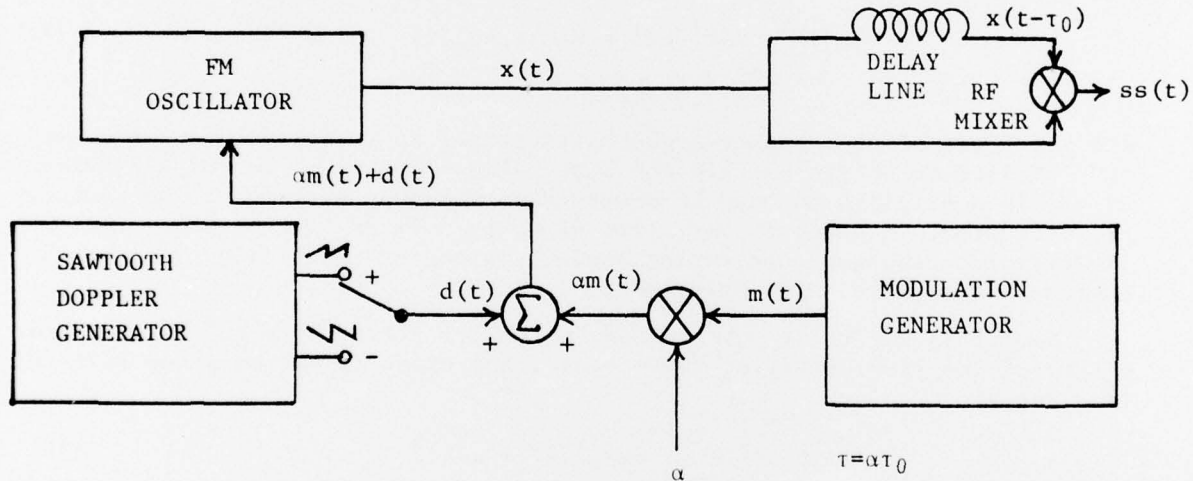 FM
OSCILLATOR
x(t)
x(t-τ0)
DELAY
LINE
RF
MIXER
ss(t)
αm(t)+d(t)
SAWTOOTH
DOPPLER
GENERATOR
+
-
d(t)
Σ
+
+
αm(t)
m(t)
MODULATION
GENERATOR
α
τ=ατ0